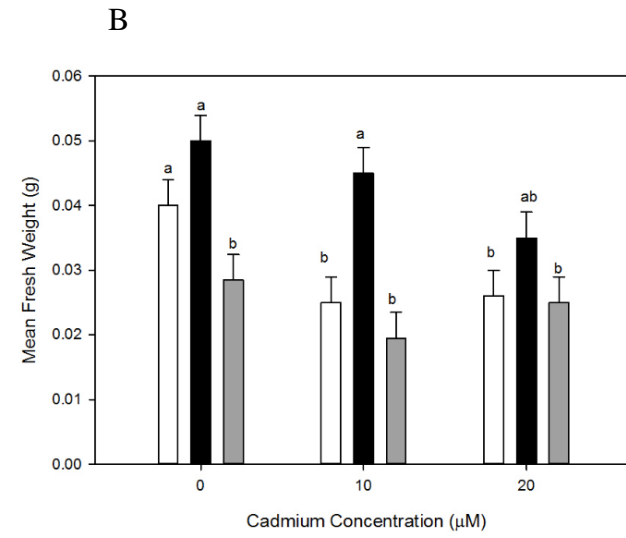 B
0.06
0.05
0.04
0.03
0.02
0.01
0.00
Mean Fresh Weight (g)
a
a
b
b
a
b
b
ab
b
0
10
20
Cadmium Concentration (μM)